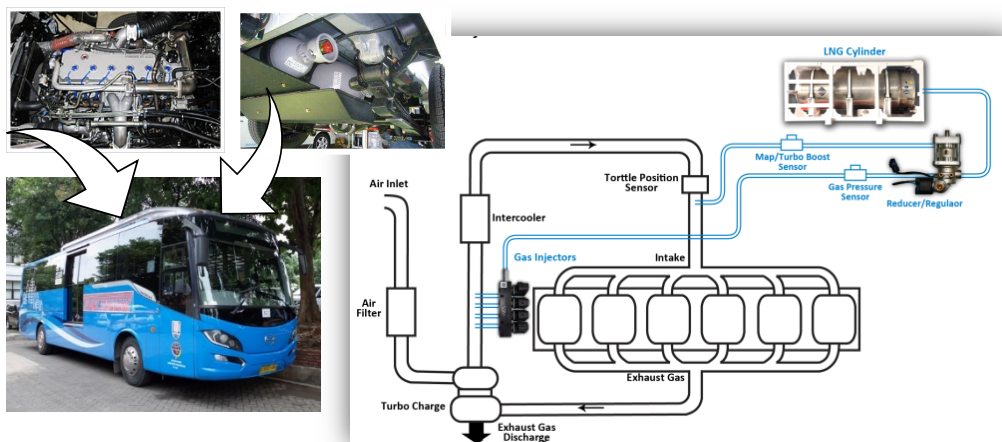 LNG Cylinder
Map/Turbo Boost
Sensor
Torttle Position
Sensor
Gas Pressure
Sensor
Reducer/Regulaor
Air Inlet
Intercooler
Gas Injectors
Intake
Air
Filter
Exhaust Gas
Turbo Charge
Exhaust Gas
Discharge